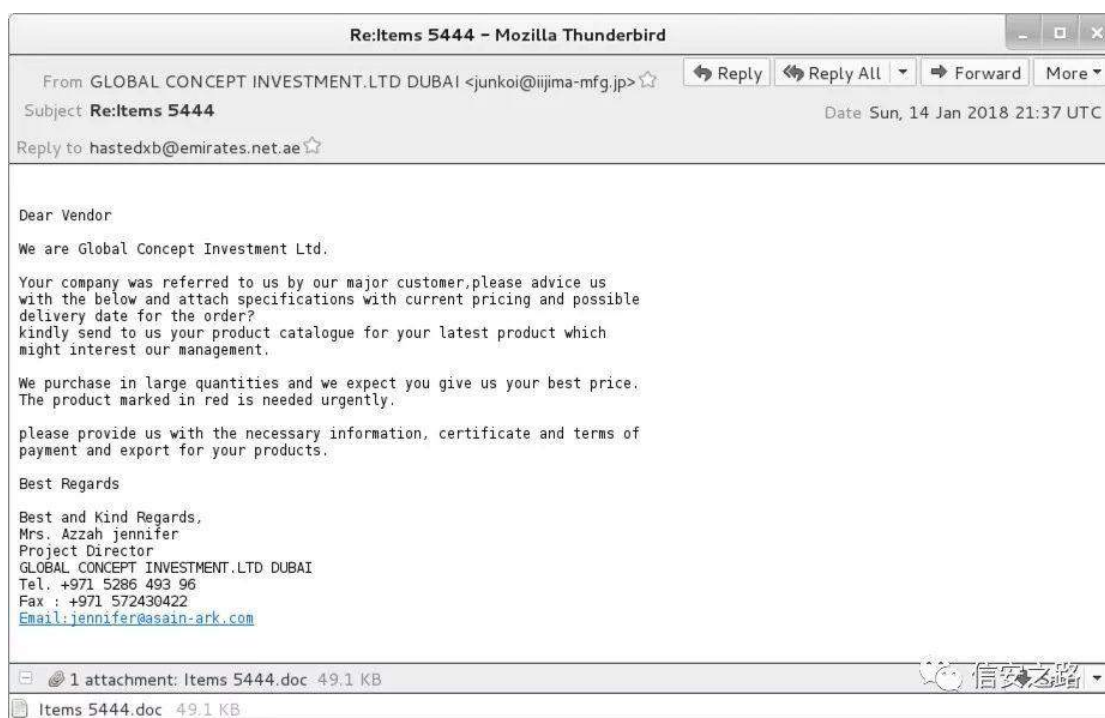 Re:Items 5444 – Mozilla Thunderbird
From GLOBAL CONCEPT INVESTMENT.LTD DUBAI <junkoi@iijima-mfg.jp> Reply Reply All Forward More
Subject Re:Items 5444 Date Sun, 14 Jan 2018 21:37 UTC
Reply to hastedxb@emirates.net.ae
Dear Vendor
We are Global Concept Investment Ltd.
Your company was referred to us by our major customer,please advice us
with the below and attach specifications with current pricing and possible
delivery date for the order?
kindly send to us your product catalogue for your latest product which
might interest our management.
We purchase in large quantities and we expect you give us your best price.
The product marked in red is needed urgently.
please provide us with the necessary information, certificate and terms of
payment and export for your products.
Best Regards
Best and Kind Regards,
Mrs. Azzah jennifer
Project Director
GLOBAL CONCEPT INVESTMENT.LTD DUBAI
Tel. +971 5286 493 96
Fax : +971 572430422
Email:jennifer@asain-ark.com
1 attachment: Items 5444.doc 49.1 KB 信安之路
Items 5444.doc 49.1 KB